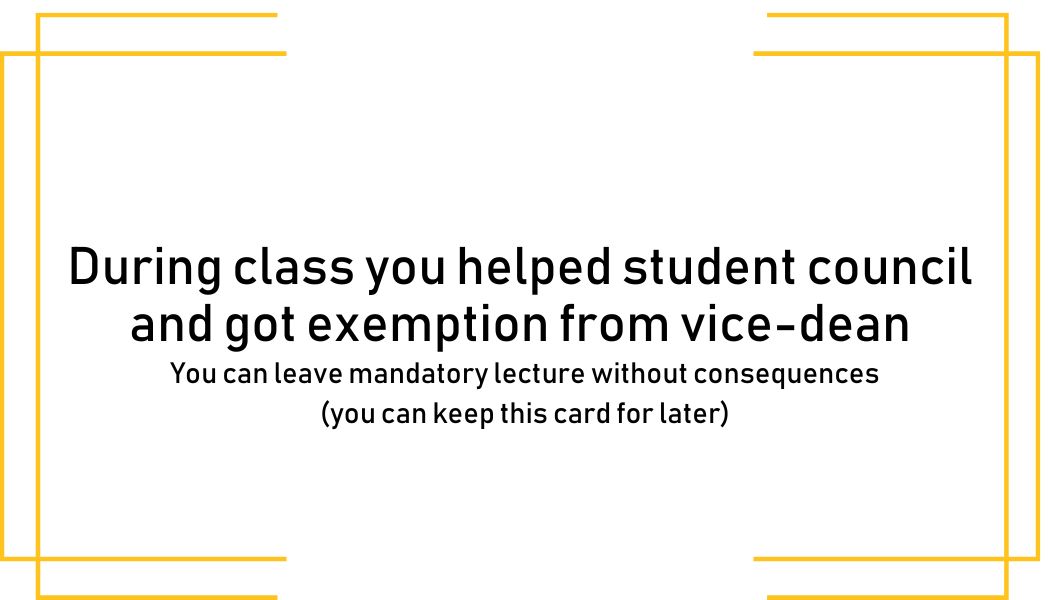 During class you helped student council
and got exemption from vice-dean
You can leave mandatory lecture without consequences
(you can keep this card for later)